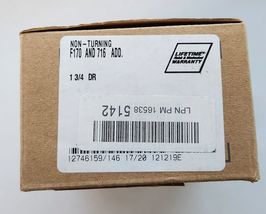 NON-TURNING
F170 AND 716 ADD.
1 3/4 DR
LIFETIME
WARRANTY
LPN PM 16538
5142
12746159/146 17/20 121219E